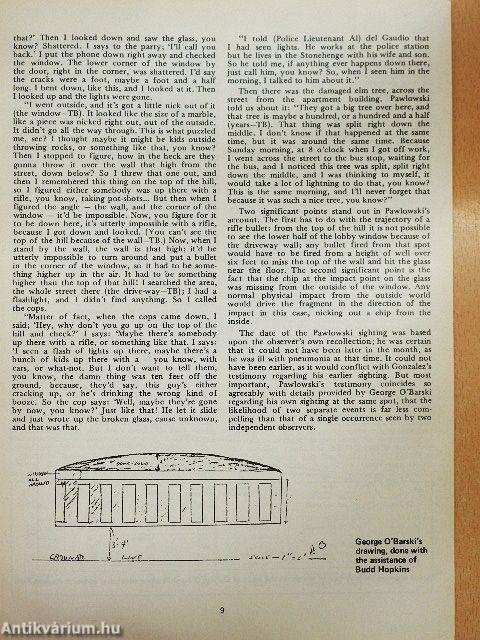 that?' Then I looked down and saw the glass, you
know? Shattered. I says to the party; 'I'll call you
back.' I put the phone down right away and checked
the window. The lower corner of the window by
the door, right in the corner, was shattered. I'd say
the cracks were a foot, maybe a foot and a half
long. I bent down, like this, and I looked at it. Then
I looked up and the lights were gone.
"I went outside, and it's got a little nick out of it
(the window—TB). It looked like the size of a marble,
like a piece was nicked right out, out of the outside.
It didn't go all the way through. This is what puzzled
me, see? I thought maybe it might be kids outside
throwing rocks, or something like that, you know?
Then I stopped to figure, how in the heck are they
gonna throw it over the wall that high from the
street, down below? So I threw that one out, and
then I remembered this thing on the top of the hill,
so I figured either somebody was up there with a
rifle, you know, taking pot-shots... But then when I
figured the angle — the wall, and the corner of the
window — it'd be impossible. Now, you figure for it
to be down here, it's utterly impossible with a rifle,
because I got down and looked. (You can't see the
top of the hill because of the wall—TB.) Now, when I
stand by the wall, the wall is that high; it'd be
utterly impossible to turn around and put a bullet
in the corner of the window, so it had to be some-
thing higher up in the air. It had to be something
higher than the top of that hill! I searched the area,
the whole street there (the drive-way—TB); I had a
flashlight, and I didn't find anything. So I called
the cops.
"Matter of fact, when the cops came down, I
said; 'Hey, why don't you go up on the top of the
hill and check?' I says: 'Maybe there's somebody
up there with a rifle, or something like that. I says:
'I seen a flash of lights up there, maybe there's a
bunch of kids up there with a — you know, with
cars, or what-not. But I don't want to tell them,
you know, the damn thing was ten feet off the
ground, because, they'd say, this guy's either
cracking up, or he's drinking the wrong kind of
booze. So the cop says: 'Well, maybe they're gone
by now, you know?' Just like that! He let it slide
and just wrote up the broken glass, cause unknown,
and that was that.
"I told (Police Lieutenant Al) del Gaudio that
I had seen lights. He works at the police station
but he lives in the Stonehenge with his wife and son.
So he told me, if anything ever happens down there,
just call him, you know? So, when I seen him in the
morning, I talked to him about it."
Then there was the damaged elm tree, across the
street from the apartment building. Pawlowski
told us about it: "They got a big tree over here, and
that tree is maybe a hundred, or a hundred and a half
(years—TB). That thing was split right down the
middle. I don't know if that happened at the same
time, but it was around the same time. Because
Sunday morning, at 8 o'clock when I got off work,
I went across the street to the bus stop, waiting for
the bus, and I noticed this tree was split, split right
down the middle, and I was thinking to myself, it
would take a lot of lightning to do that, you know?
This is the same morning, and I'll never forget that
because it was such a nice tree, you know?"
Two significant points stand out in Pawlowski's
account. The first has to do with the trajectory of a
rifle bullet: from the top of the hill it is not possible
to see the lower half of the lobby window because of
the driveway wall; any bullet fired from that spot
would have to be fired from a height of well over
six feet to miss the top of the wall and hit the glass
near the floor. The second significant point is the
fact that the chip at the impact point on the glass
was missing from the outside of the window. Any
normal physical impact from the outside world
would drive the fragment in the direction of the
impact in this case, nicking out a chip from the
inside.
The date of the Pawlowski sighting was based
upon the observer's own recollection; he was certain
that it could not have been later in the month, as
he was ill with pneumonia at that time. It could not
have been earlier, as it would conflict with Gonzalez's
testimony regarding his earlier sighting. But most
important, Pawlowski's testimony coincides so
agreeably with details provided by George O'Barski
regarding his own sighting at the same spot, that the
likelihood of two separate events is far less com-
pelling than that of a single occurrence seen by two
independent observers.
WINDOW
ALL
AROUND
3-4'
GROUND LINE
George O'Barski's
drawing, done with
the assistance of
Budd Hopkins
9
Antikvárium.hu